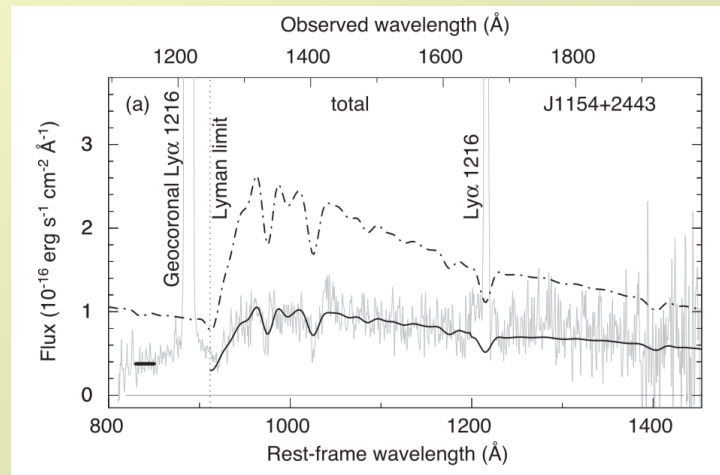 Observed wavelength (Å)
1200 1400 1600 1800
(a) total J1154+2443
Geocoronal Lyα 1216
Lyman limit
Lyα 1216
Flux (10⁻¹⁶ erg s⁻¹ cm⁻² Å⁻¹)
3
2
1
0
800 1000 1200 1400
Rest-frame wavelength (Å)